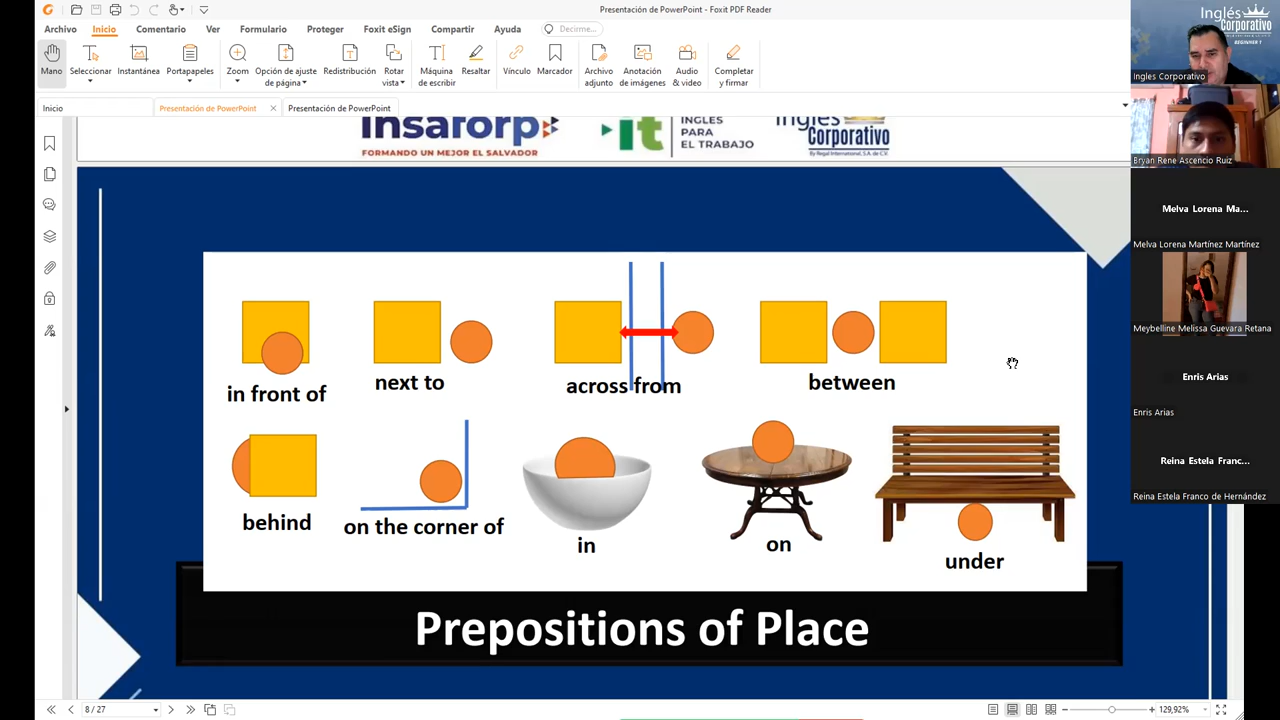 Presentación de PowerPoint - Foxit PDF Reader
Archivo Inicio Comentario Ver Formulario Proteger Foxit eSign Compartir Ayuda Decirme...
Mano Seleccionar Instantánea Portapapeles Zoom Opción de ajuste de página Redistribución Rotar vista Máquina de escribir Resaltar Vínculo Marcador Archivo adjunto Anotación de imágenes Audio & video Completar y firmar
Inicio Presentación de PowerPoint Presentación de PowerPoint
Insaforp
FORMANDO UN MEJOR EL SALVADOR
it
INGLÉS
PARA
EL TRABAJO
Inglés
Corporativo
in front of
next to
across from
between
behind
on the corner of
in
on
under
Prepositions of Place
8 / 27
129,92%
Inglés
Corporativo
BEGINNER 1
Ingles Corporativo
Bryan Rene Ascencio Ruiz
Melva Lorena Ma...
Melva Lorena Martínez Martínez
Meybelline Melissa Guevara Retana
Enris Arias
Enris Arias
Reina Estela Franc...
Reina Estela Franco de Hernández